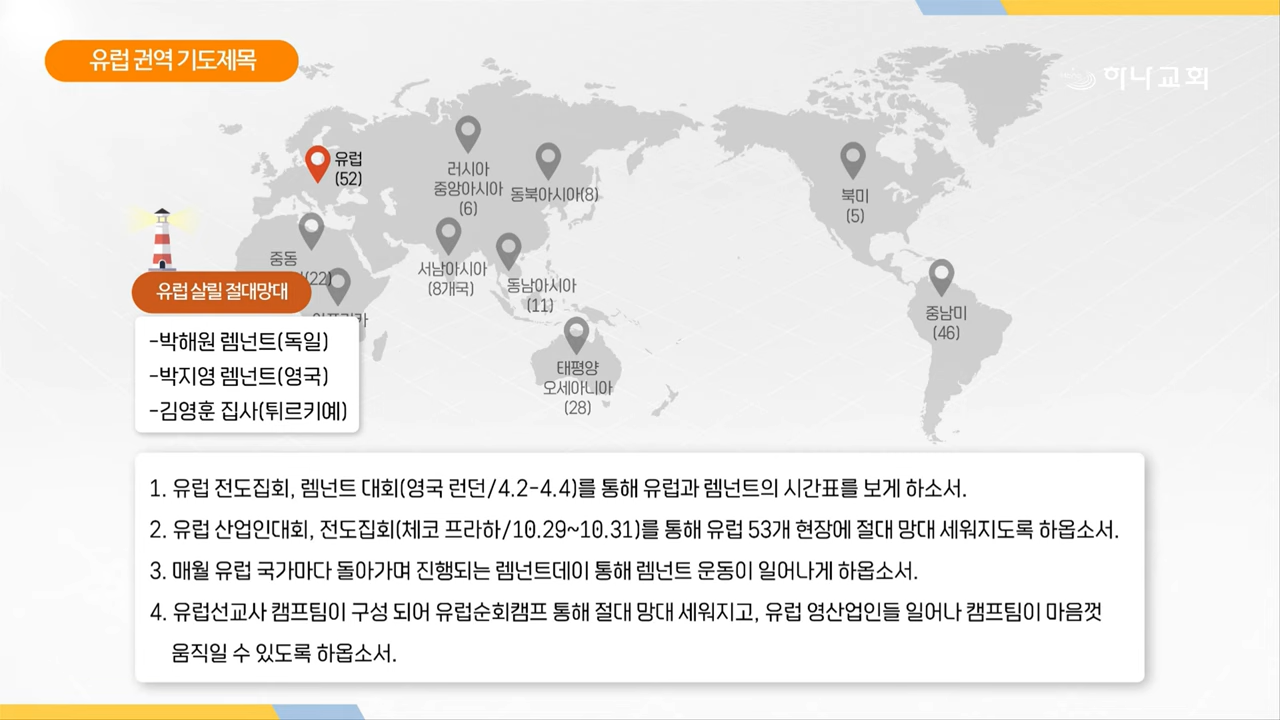 유럽 권역 기도제목
하나교회
유럽
(52)
러시아
중앙아시아
(6)
동북아시아(8)
북미
(5)
중동
(22)
서남아시아
(8개국)
동남아시아
(11)
중남미
(46)
태평양
오세아니아
(28)
유럽 살릴 절대망대
-박해원 렘넌트(독일)
-박지영 렘넌트(영국)
-김영훈 집사(튀르키예)
1. 유럽 전도집회, 렘넌트 대회(영국 런던/4.2-4.4)를 통해 유럽과 렘넌트의 시간표를 보게 하소서.
2. 유럽 산업인대회, 전도집회(체코 프라하/10.29~10.31)를 통해 유럽 53개 현장에 절대 망대 세워지도록 하옵소서.
3. 매월 유럽 국가마다 돌아가며 진행되는 렘넌트데이 통해 렘넌트 운동이 일어나게 하옵소서.
4. 유럽선교사 캠프팀이 구성 되어 유럽순회캠프 통해 절대 망대 세워지고, 유럽 영산업인들 일어나 캠프팀이 마음껏
움직일 수 있도록 하옵소서.